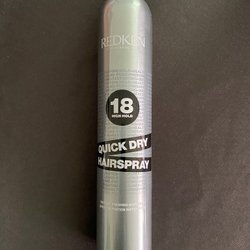 REDKEN
18
HIGH HOLD
QUICK DRY
HAIRSPRAY